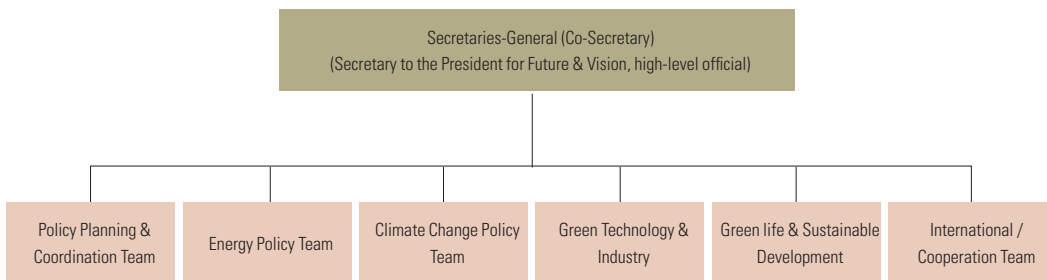 Secretaries-General (Co-Secretary)
(Secretary to the President for Future & Vision, high-level official)
Policy Planning &
Coordination Team
Energy Policy Team
Climate Change Policy
Team
Green Technology &
Industry
Green life & Sustainable
Development
International /
Cooperation Team